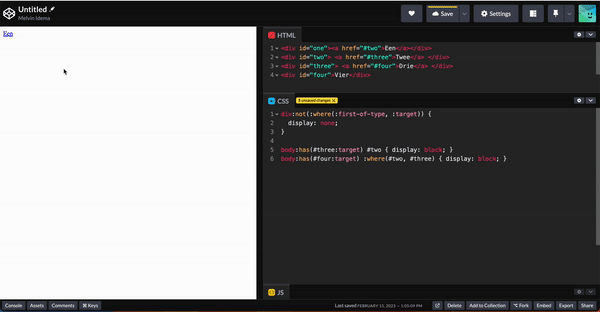 Untitled
Melvin Idema
Save
Settings
Een
HTML
1 <div id="one"><a href="#two">Een</a></div>
2 <div id="two"> <a href="#three">Twee</a> </div>
3 <div id="three"> <a href="#four">Drie</a> </div>
4 <div id="four">Vier</div>
CSS
5 unsaved changes X
1 div:not(:where(:first-of-type, :target)) {
2 display: none;
3 }
4
5 body:has(#three:target) #two { display: block; }
6 body:has(#four:target) :where(#two, #three) { display: block; }
JS
Console Assets Comments ⌘ Keys
Last saved FEBRUARY 15, 2023 — 1:05:09 PM
Delete Add to Collection Fork Embed Export Share